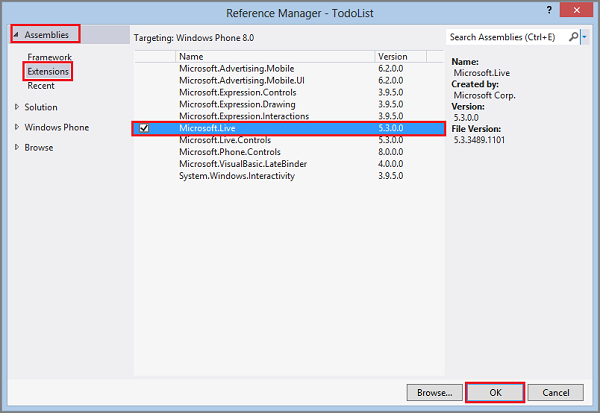 Reference Manager - TodoList
?
Assemblies
Framework
Extensions
Recent
Solution
Windows Phone
Browse
Targeting: Windows Phone 8.0
Name Version
Microsoft.Advertising.Mobile 6.2.0.0
Microsoft.Advertising.Mobile.UI 6.2.0.0
Microsoft.Expression.Controls 3.9.5.0
Microsoft.Expression.Drawing 3.9.5.0
Microsoft.Expression.Interactions 3.9.5.0
Microsoft.Live 5.3.0.0
Microsoft.Live.Controls 5.3.0.0
Microsoft.Phone.Controls 8.0.0.0
Microsoft.VisualBasic.LateBinder 4.0.0.0
System.Windows.Interactivity 3.9.5.0
Search Assemblies (Ctrl+E)
Name:
Microsoft.Live
Created by:
Microsoft Corp.
Version:
5.3.0.0
File Version:
5.3.3489.1101
Browse... OK Cancel